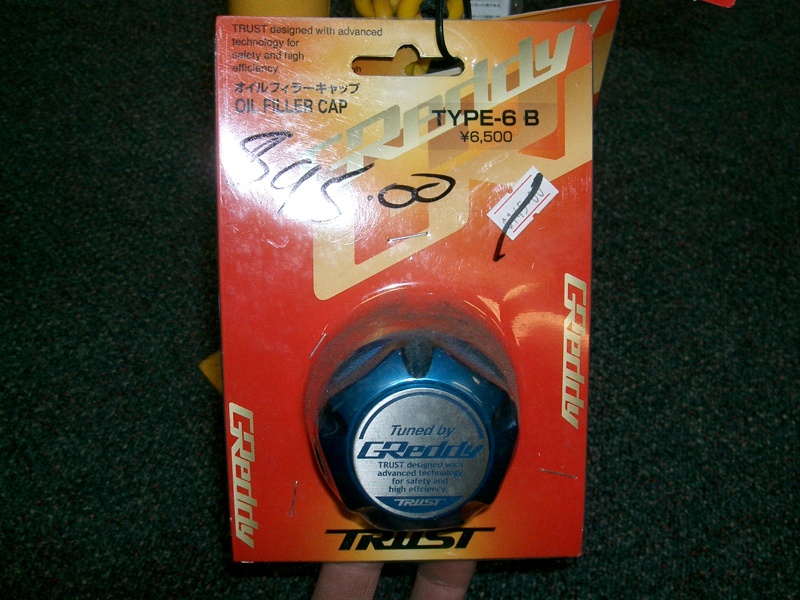 TRUST designed with advanced
technology for
safety and high
efficiency
オイルフィラーキャップ
OIL FILLER CAP
GReddy
TYPE-6 B
¥6,500
GReddy
GReddy
Tuned by
GReddy
TRUST designed with
advanced technology
for safety and
high efficiency.
TRUST
TRUST